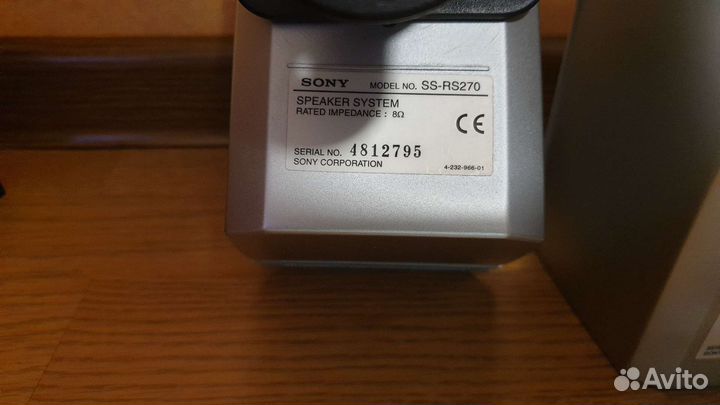 SONY MODEL NO. SS-RS270
SPEAKER SYSTEM
RATED IMPEDANCE : 8Ω
CE
SERIAL NO. 4812795
SONY CORPORATION 4-232-966-01
Avito